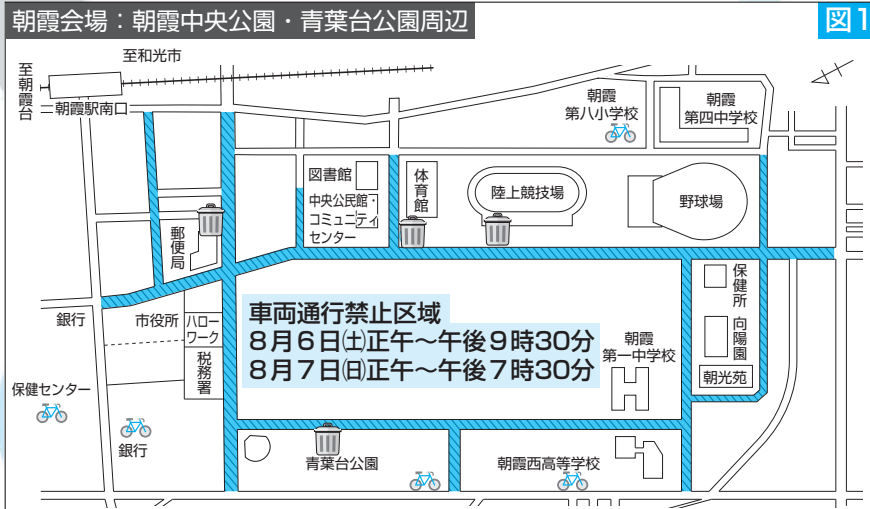 朝霞会場：朝霞中央公園・青葉台公園周辺
図1
至和光市
至朝霞台
朝霞駅南口
朝霞
第八小学校
朝霞
第四中学校
図書館
中央公民館・
コミュニティ
センター
体育館
陸上競技場
野球場
郵便局
保健所
向陽園
朝光苑
銀行
市役所
ハロー
ワーク
税務署
車両通行禁止区域
8月6日㈯正午～午後9時30分
8月7日㈰正午～午後7時30分
朝霞
第一中学校
保健センター
銀行
青葉台公園
朝霞西高等学校